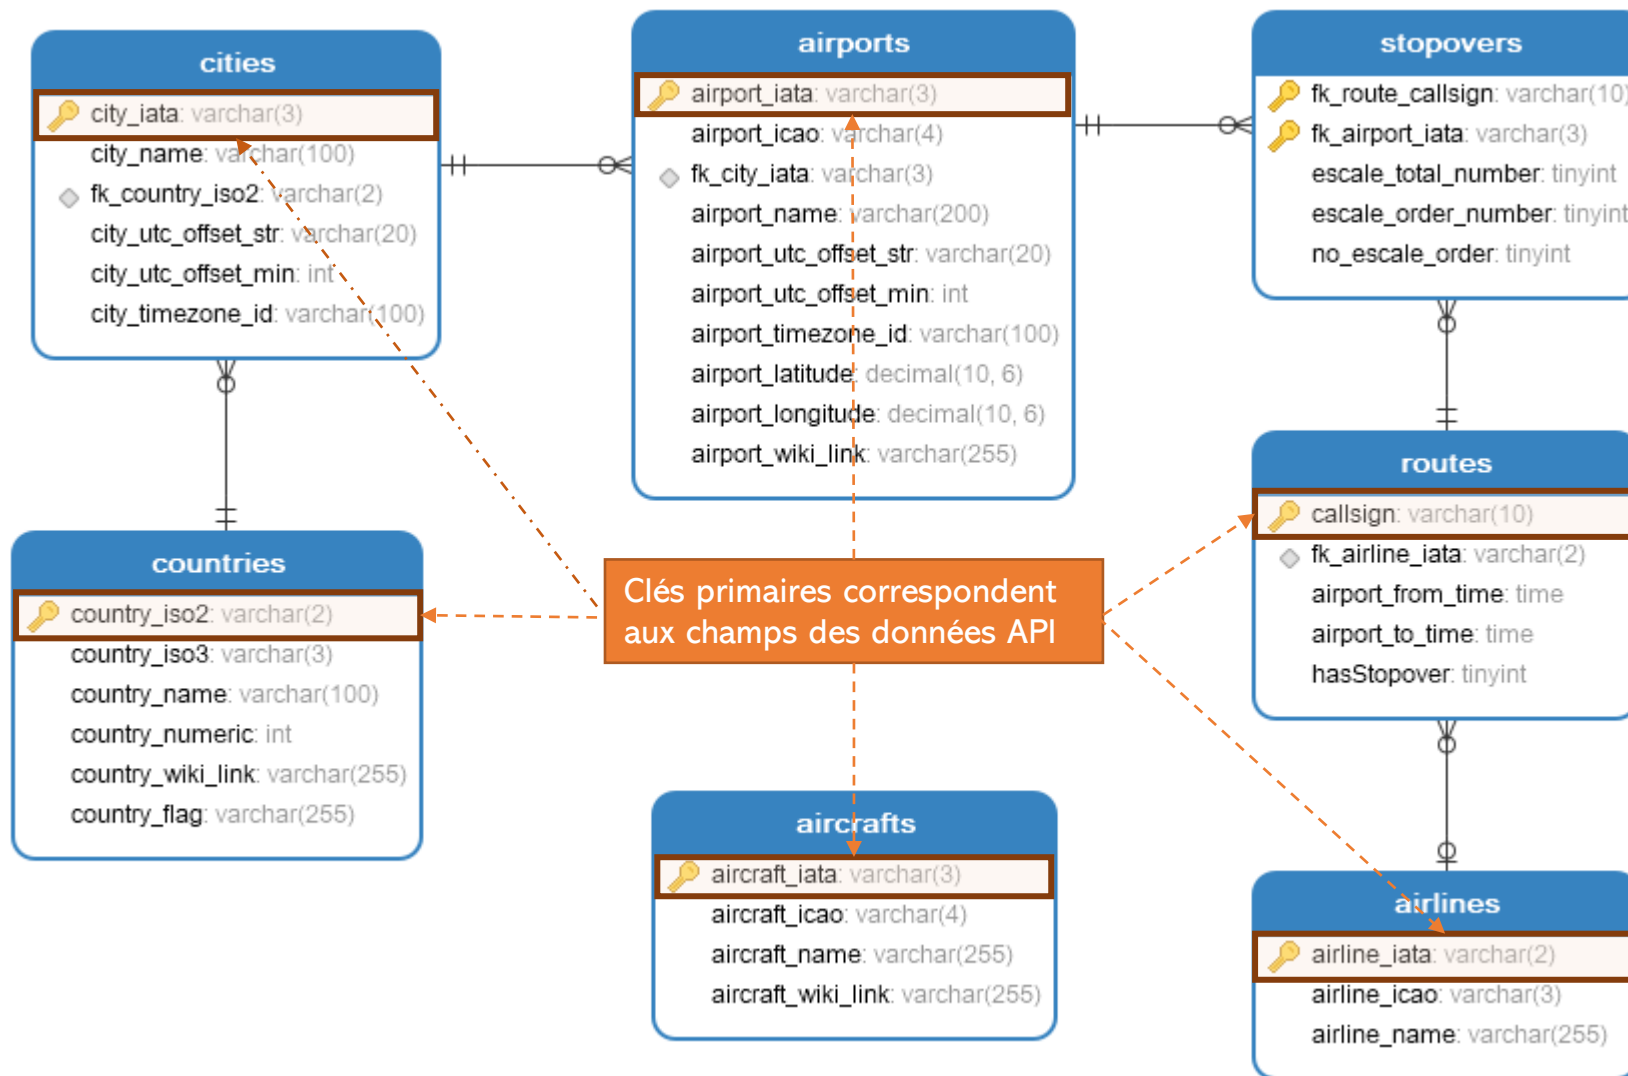 cities
city_iata: varchar(3)
city_name: varchar(100)
fk_country_iso2: varchar(2)
city_utc_offset_str: varchar(20)
city_utc_offset_min: int
city_timezone_id: varchar(100)
airports
airport_iata: varchar(3)
airport_icao: varchar(4)
fk_city_iata: varchar(3)
airport_name: varchar(200)
airport_utc_offset_str: varchar(20)
airport_utc_offset_min: int
airport_timezone_id: varchar(100)
airport_latitude: decimal(10, 6)
airport_longitude: decimal(10, 6)
airport_wiki_link: varchar(255)
stopovers
fk_route_callsign: varchar(10)
fk_airport_iata: varchar(3)
escale_total_number: tinyint
escale_order_number: tinyint
no_escale_order: tinyint
countries
country_iso2: varchar(2)
country_iso3: varchar(3)
country_name: varchar(100)
country_numeric: int
country_wiki_link: varchar(255)
country_flag: varchar(255)
Clés primaires correspondent
aux champs des données API
routes
callsign: varchar(10)
fk_airline_iata: varchar(2)
airport_from_time: time
airport_to_time: time
hasStopover: tinyint
aircrafts
aircraft_iata: varchar(3)
aircraft_icao: varchar(4)
aircraft_name: varchar(255)
aircraft_wiki_link: varchar(255)
airlines
airline_iata: varchar(2)
airline_icao: varchar(3)
airline_name: varchar(255)